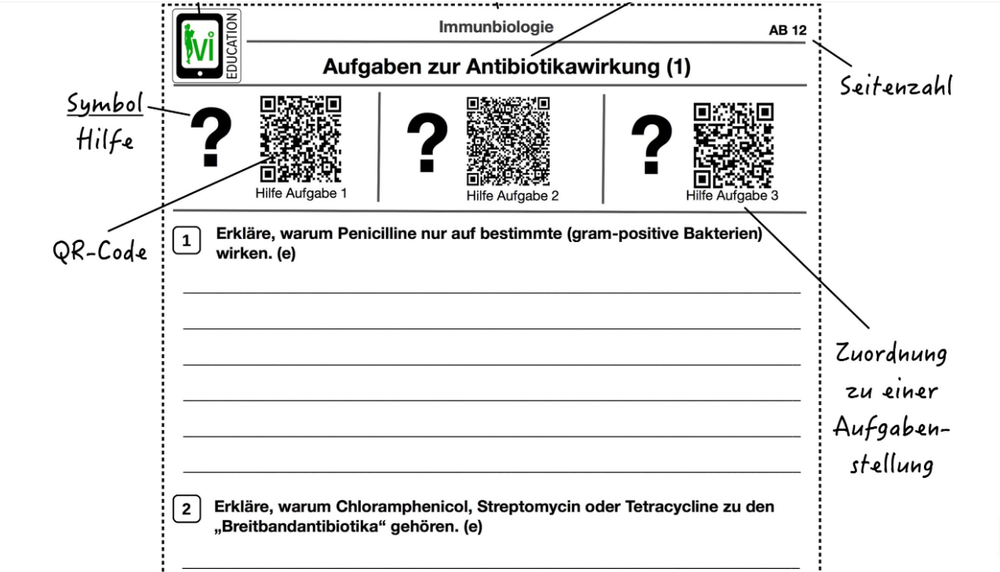 Immunbiologie
AB 12
vi
EDUCATION
Aufgaben zur Antibiotikawirkung (1)
Seitenzahl
Symbol
Hilfe
Hilfe Aufgabe 1
Hilfe Aufgabe 2
Hilfe Aufgabe 3
QR-Code
1
Erkläre, warum Penicilline nur auf bestimmte (gram-positive Bakterien)
wirken. (e)
Zuordnung
zu einer
Aufgaben-
stellung
2
Erkläre, warum Chloramphenicol, Streptomycin oder Tetracycline zu den
„Breitbandantibiotika“ gehören. (e)